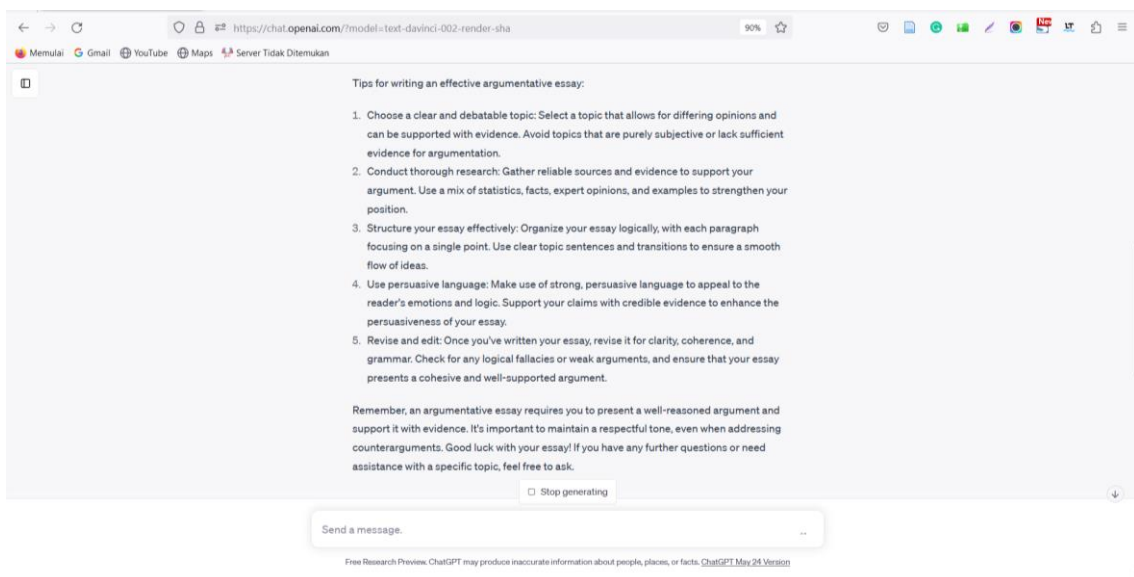 https://chat.openai.com/?model=text-davinci-002-render-sha
90%
New
LT
Memulai
Gmail
YouTube
Maps
Server Tidak Ditemukan
Tips for writing an effective argumentative essay:
1. Choose a clear and debatable topic: Select a topic that allows for differing opinions and
can be supported with evidence. Avoid topics that are purely subjective or lack sufficient
evidence for argumentation.
2. Conduct thorough research: Gather reliable sources and evidence to support your
argument. Use a mix of statistics, facts, expert opinions, and examples to strengthen your
position.
3. Structure your essay effectively: Organize your essay logically, with each paragraph
focusing on a single point. Use clear topic sentences and transitions to ensure a smooth
flow of ideas.
4. Use persuasive language: Make use of strong, persuasive language to appeal to the
reader's emotions and logic. Support your claims with credible evidence to enhance the
persuasiveness of your essay.
5. Revise and edit: Once you've written your essay, revise it for clarity, coherence, and
grammar. Check for any logical fallacies or weak arguments, and ensure that your essay
presents a cohesive and well-supported argument.
Remember, an argumentative essay requires you to present a well-reasoned argument and
support it with evidence. It's important to maintain a respectful tone, even when addressing
counterarguments. Good luck with your essay! If you have any further questions or need
assistance with a specific topic, feel free to ask.
Stop generating
Send a message.
Free Research Preview. ChatGPT may produce inaccurate information about people, places, or facts. ChatGPT May 24 Version